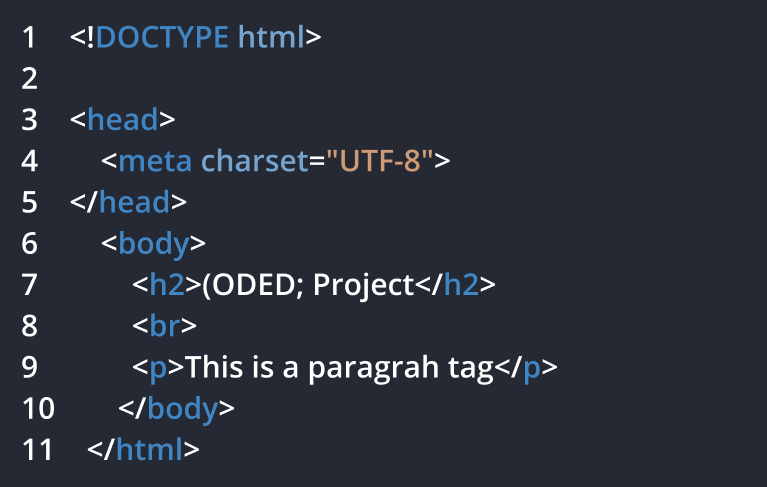 1 <!DOCTYPE html>
2
3 <head>
4 <meta charset="UTF-8">
5 </head>
6 <body>
7 <h2>(ODED; Project</h2>
8 <br>
9 <p>This is a paragrah tag</p>
10 </body>
11 </html>